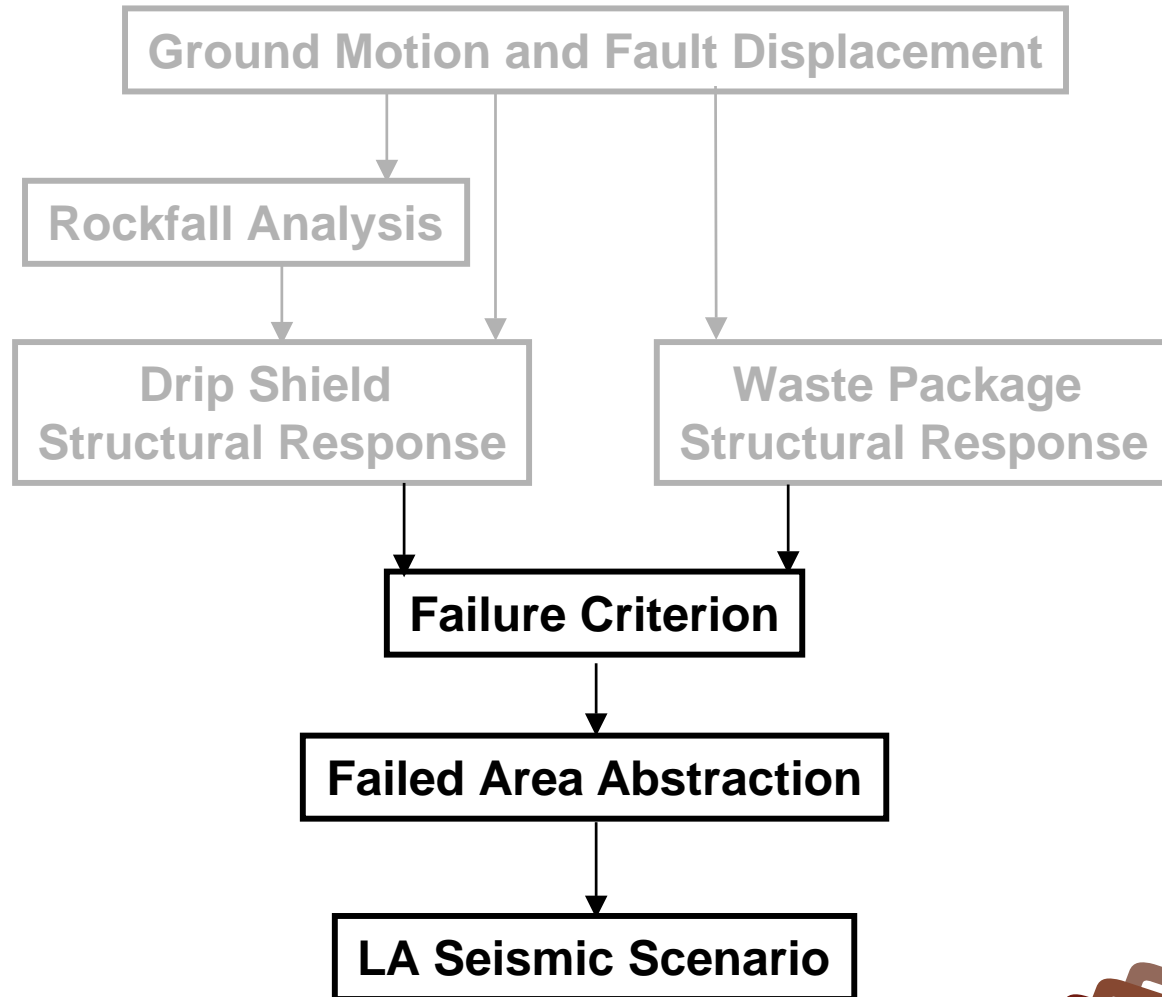 Ground Motion and Fault Displacement
Rockfall Analysis
Drip Shield
Structural Response
Waste Package
Structural Response
Failure Criterion
Failed Area Abstraction
LA Seismic Scenario